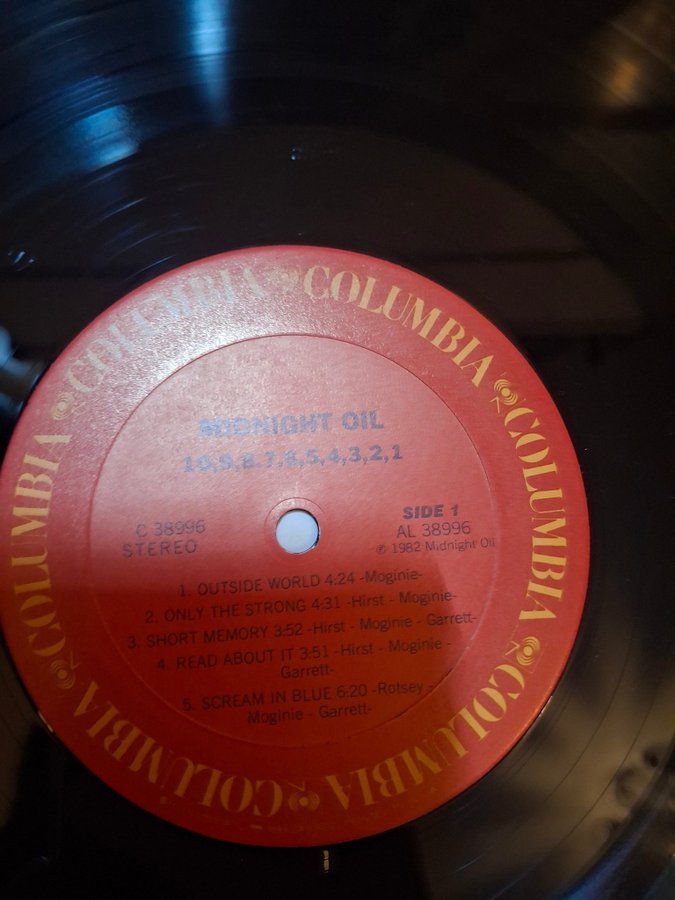 COLUMBIA COLUMBIA COLUMBIA COLUMBIA COLUMBIA COLUMBIA
MIDNIGHT OIL
10,9,8,7,6,5,4,3,2,1
C 38996
STEREO
SIDE 1
AL 38996
℗ 1982 Midnight Oil
1. OUTSIDE WORLD 4:24 -Moginie-
2. ONLY THE STRONG 4:31 -Hirst - Moginie-
3. SHORT MEMORY 3:52 -Hirst - Moginie - Garrett-
4. READ ABOUT IT 3:51 -Hirst - Moginie -
Garrett-
5. SCREAM IN BLUE 6:20 -Rotsey -
Moginie - Garrett-